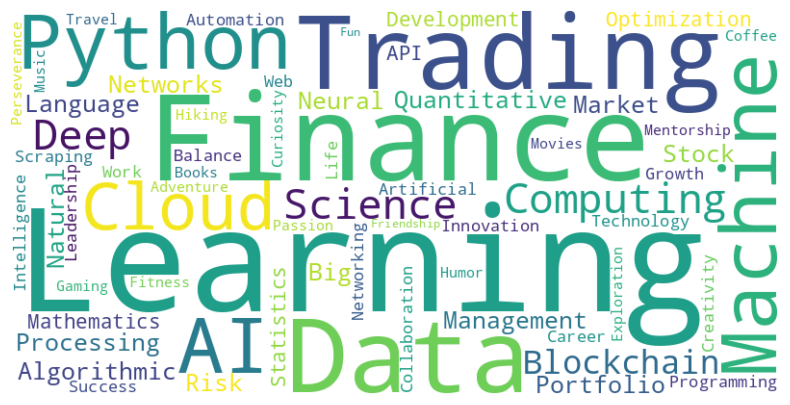 Perseverance
Travel
Automation
Development
Optimization
Python
Music
Fun
Trading
API
Coffee
Networks
Web
Language
Neural
Quantitative
Market
Hiking
Curiosity
Finance
Machine
Deep
Mentorship
Scraping
Balance
Life
Movies
Stock
Work
Books
Growth
Intelligence
Natural
Leadership
Adventure
Artificial
Cloud
Science
Computing
Passion
Friendship
Innovation
Technology
Learning
Gaming
Fitness
Big
Networking
Humor
Exploration
Creativity
Mathematics
AI
Statistics
Data
Collaboration
Management
Career
Processing
Algorithmic
Blockchain
Success
Risk
Portfolio
Programming